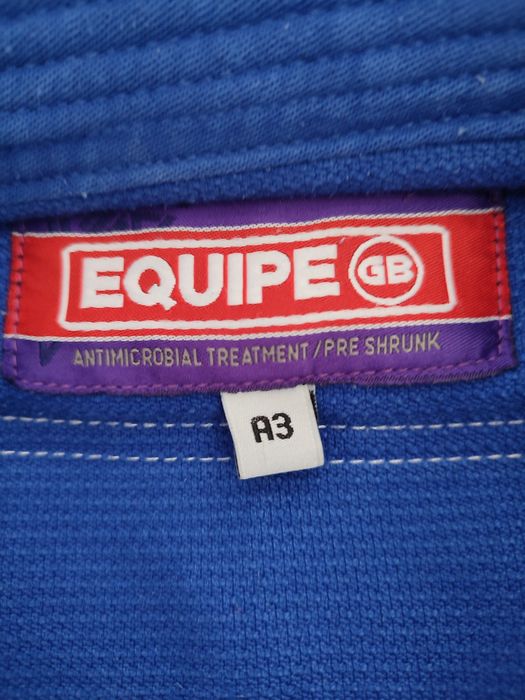 EQUIPE GB
ANTIMICROBIAL TREATMENT / PRE SHRUNK
A3